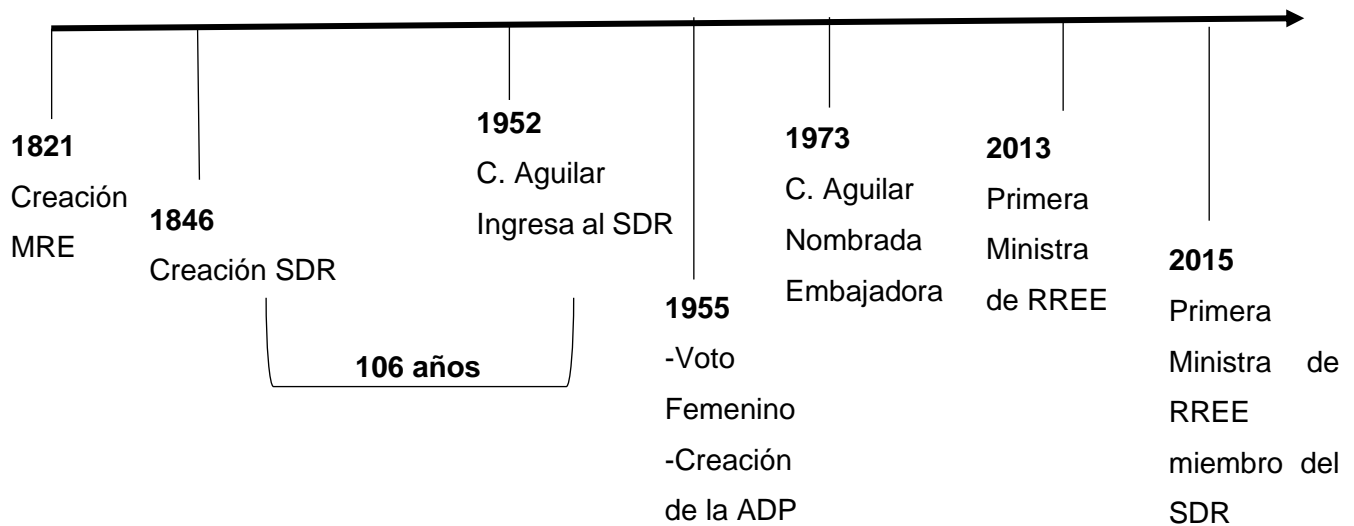 1821
Creación
MRE
1846
Creación SDR
106 años
1952
C. Aguilar
Ingresa al SDR
1955
-Voto
Femenino
-Creación
de la ADP
1973
C. Aguilar
Nombrada
Embajadora
2013
Primera
Ministra
de RREE
2015
Primera
Ministra de
RREE
miembro del
SDR